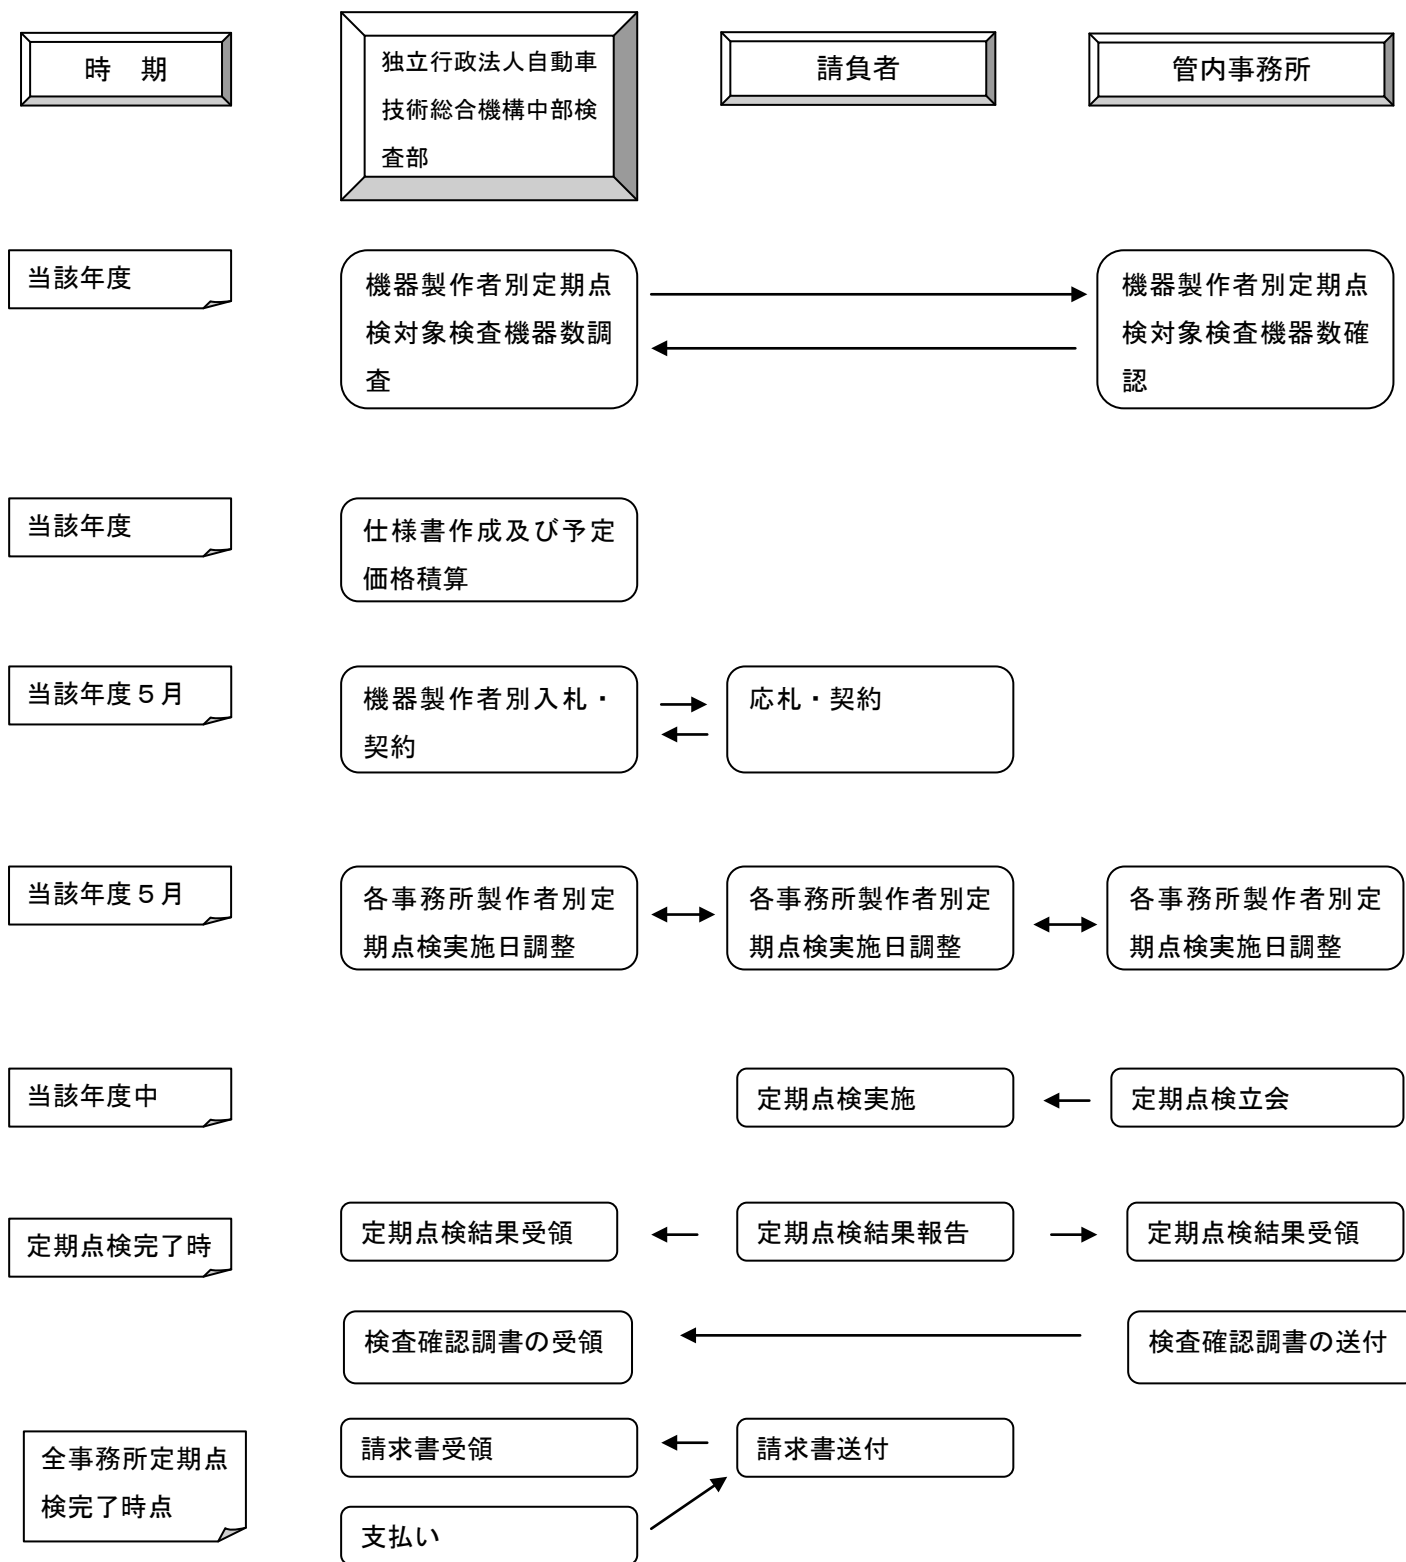 時　期
独立行政法人自動車
技術総合機構中部検
査部
請負者
管内事務所
当該年度
機器製作者別定期点
検対象検査機器数調
査
機器製作者別定期点
検対象検査機器数確
認
当該年度
仕様書作成及び予定
価格積算
当該年度５月
機器製作者別入札・
契約
応札・契約
当該年度５月
各事務所製作者別定
期点検実施日調整
各事務所製作者別定
期点検実施日調整
各事務所製作者別定
期点検実施日調整
当該年度中
定期点検実施
定期点検立会
定期点検完了時
定期点検結果受領
定期点検結果報告
定期点検結果受領
検査確認調書の受領
検査確認調書の送付
全事務所定期点
検完了時点
請求書受領
請求書送付
支払い